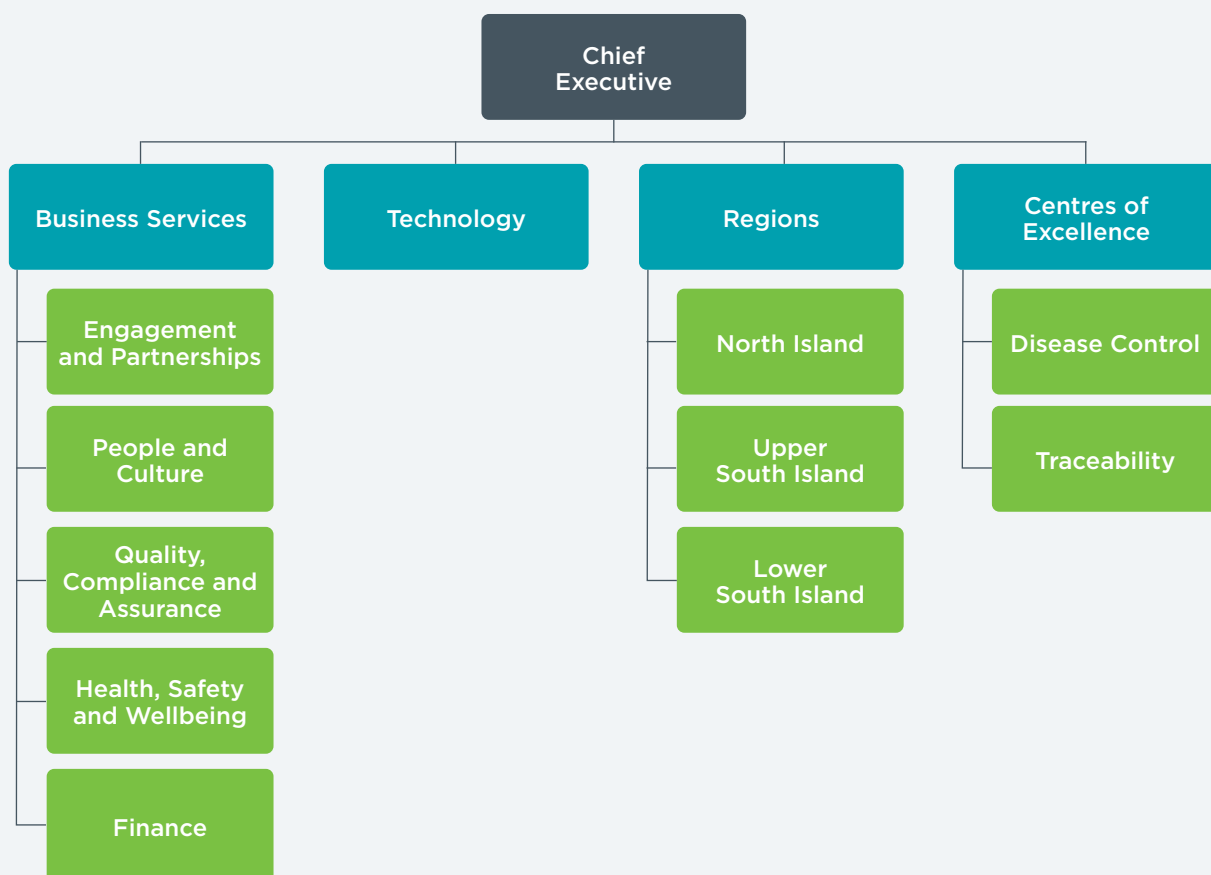 Chief
Executive
Business Services
Technology
Regions
Centres of
Excellence
Engagement
and Partnerships
People and
Culture
Quality,
Compliance and
Assurance
Health, Safety
and Wellbeing
Finance
North Island
Upper
South Island
Lower
South Island
Disease Control
Traceability